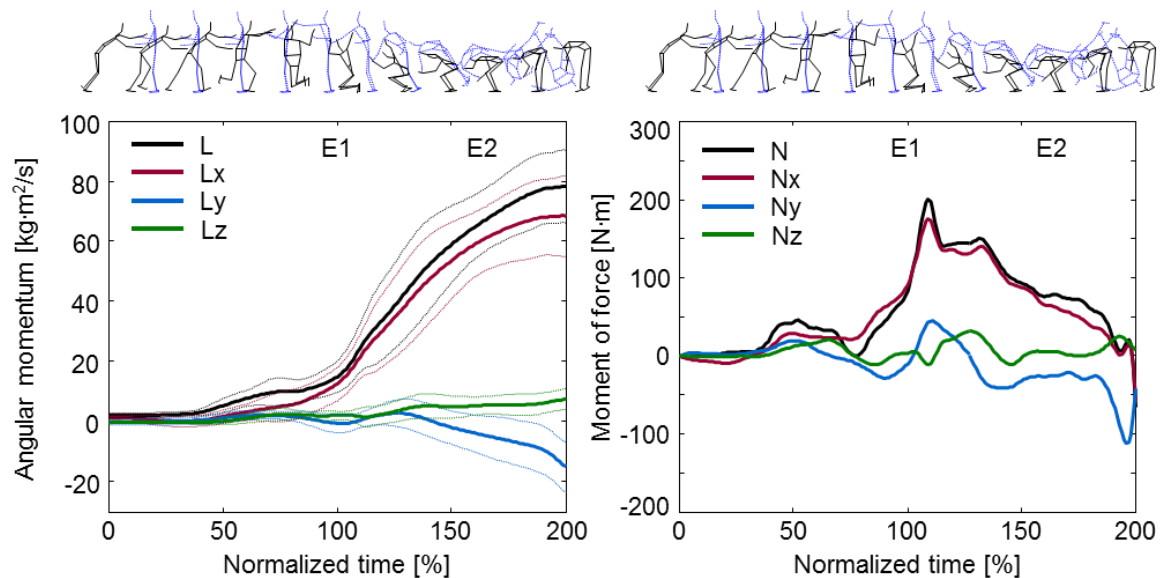 100
80
60
40
20
0
-20
Angular momentum [kg·m²/s]
E1
E2
L
Lx
Ly
Lz
0
50
100
150
200
Normalized time [%]
300
200
100
0
-100
-200
Moment of force [N·m]
E1
E2
N
Nx
Ny
Nz
0
50
100
150
200
Normalized time [%]